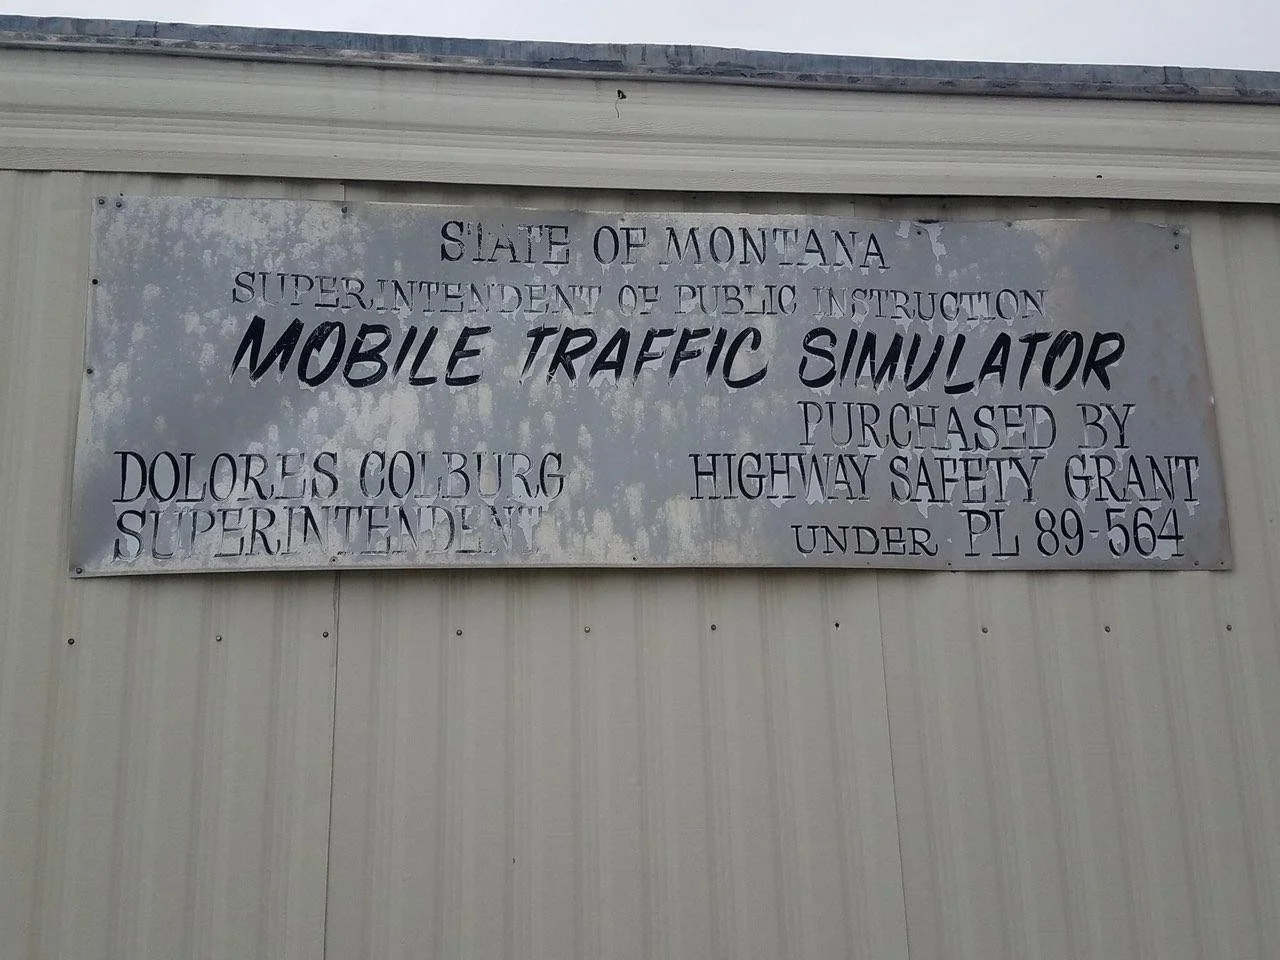 STATE OF MONTANA
SUPERINTENDENT OF PUBLIC INSTRUCTION
MOBILE TRAFFIC SIMULATOR
PURCHASED BY
DOLORES COLBURG HIGHWAY SAFETY GRANT
SUPERINTENDENT UNDER PL 89-564